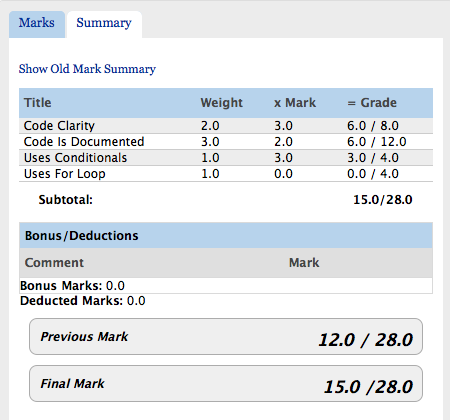 Marks Summary
Show Old Mark Summary
Title Weight x Mark = Grade
Code Clarity 2.0 3.0 6.0 / 8.0
Code Is Documented 3.0 2.0 6.0 / 12.0
Uses Conditionals 1.0 3.0 3.0 / 4.0
Uses For Loop 1.0 0.0 0.0 / 4.0
Subtotal: 15.0/28.0
Bonus/Deductions
Comment Mark
Bonus Marks: 0.0
Deducted Marks: 0.0
Previous Mark 12.0 / 28.0
Final Mark 15.0 /28.0